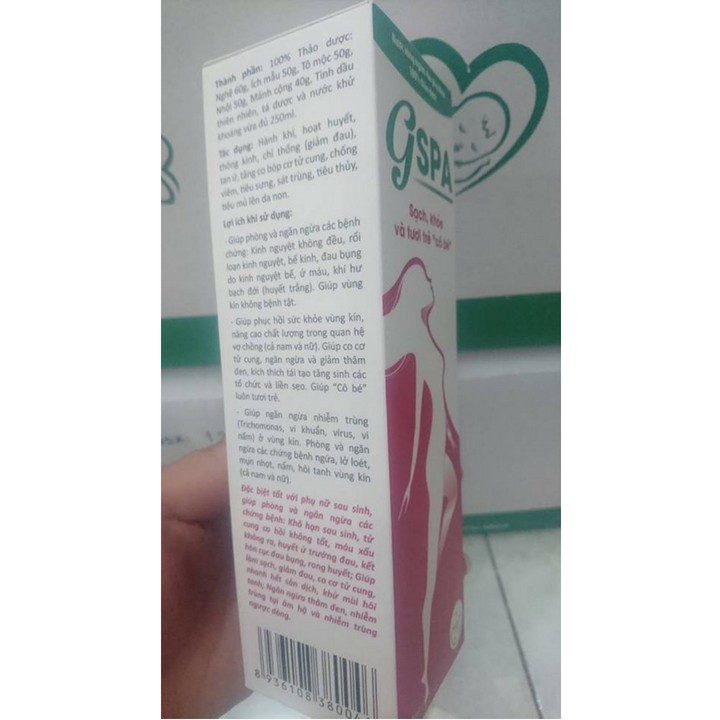 Thành phần: 100% Thảo dược:
Nghệ 60g, Ích mẫu 50g, Tô mộc 50g,
Nhội 50g, Mảnh cộng 40g, Tinh dầu
thiên nhiên, tá dược và nước khử
khoáng vừa đủ 250ml.
Tác dụng: Hành khí, hoạt huyết,
thông kinh, chỉ thống (giảm đau),
tan ứ, tăng co bóp cơ tử cung, chống
viêm, tiêu sưng, sát trùng, tiêu thủy,
tiêu mủ lên da non.
Lợi ích khi sử dụng:
- Giúp phòng và ngăn ngừa các bệnh
chứng: Kinh nguyệt không đều, rối
loạn kinh nguyệt, bế kinh, đau bụng
do kinh nguyệt bế, ứ máu, khí hư
bạch đới (huyết trắng). Giúp vùng
kín không bệnh tật.
- Giúp phục hồi sức khỏe vùng kín,
nâng cao chất lượng trong quan hệ
vợ chồng (cả nam và nữ). Giúp co cơ
tử cung, ngăn ngừa và giảm thâm
đen, kích thích tái tạo tăng sinh các
tổ chức và liền sẹo. Giúp "Cô bé"
luôn tươi trẻ.
- Giúp ngăn ngừa nhiễm trùng
(Trichomonas, vi khuẩn, virus, vi
nấm) ở vùng kín. Phòng và ngăn
ngừa các chứng bệnh ngứa, lở loét,
mụn nhọt, nấm, hôi tanh vùng kín
(cả nam và nữ).
Đặc biệt tốt với phụ nữ sau sinh,
giúp phòng và ngăn ngừa các
chứng bệnh: Khô hạn sau sinh, tử
cung co hồi không tốt, máu xấu
không ra, huyết ứ trướng đau, kết
hòn cục đau bụng, rong huyết; Giúp
làm sạch, giảm đau, co cơ tử cung,
nhanh hết sản dịch, khử mùi hôi
tanh; Ngăn ngừa thâm đen, nhiễm
trùng tại âm hộ và nhiễm trùng
ngược dòng.
8 936108 38004
gSPA
Sạch, khỏe
và tươi trẻ "cô bé"